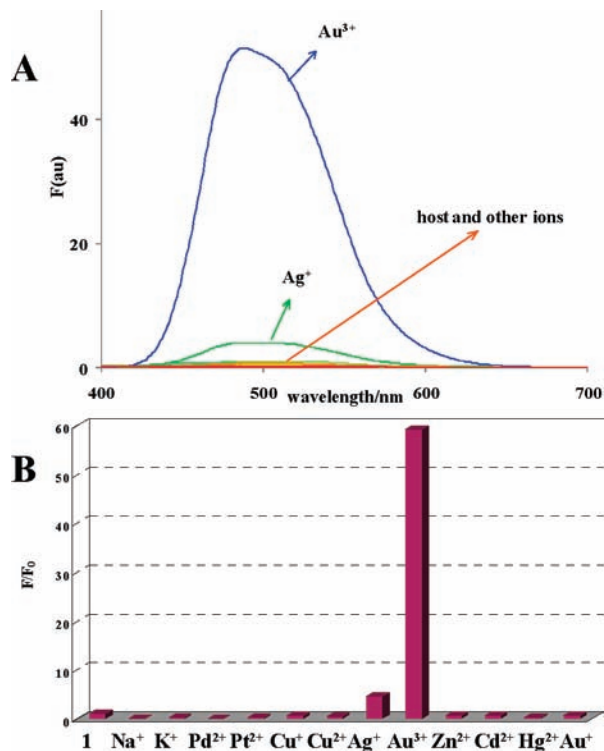 A
Au³⁺
F(au)
40
20
0
host and other ions
Ag⁺
400 500 600 700
wavelength/nm
B
F/F₀
60
50
40
30
20
10
0
1 Na⁺ K⁺ Pd²⁺ Pt²⁺ Cu⁺ Cu²⁺ Ag⁺ Au³⁺ Zn²⁺ Cd²⁺ Hg²⁺ Au⁺